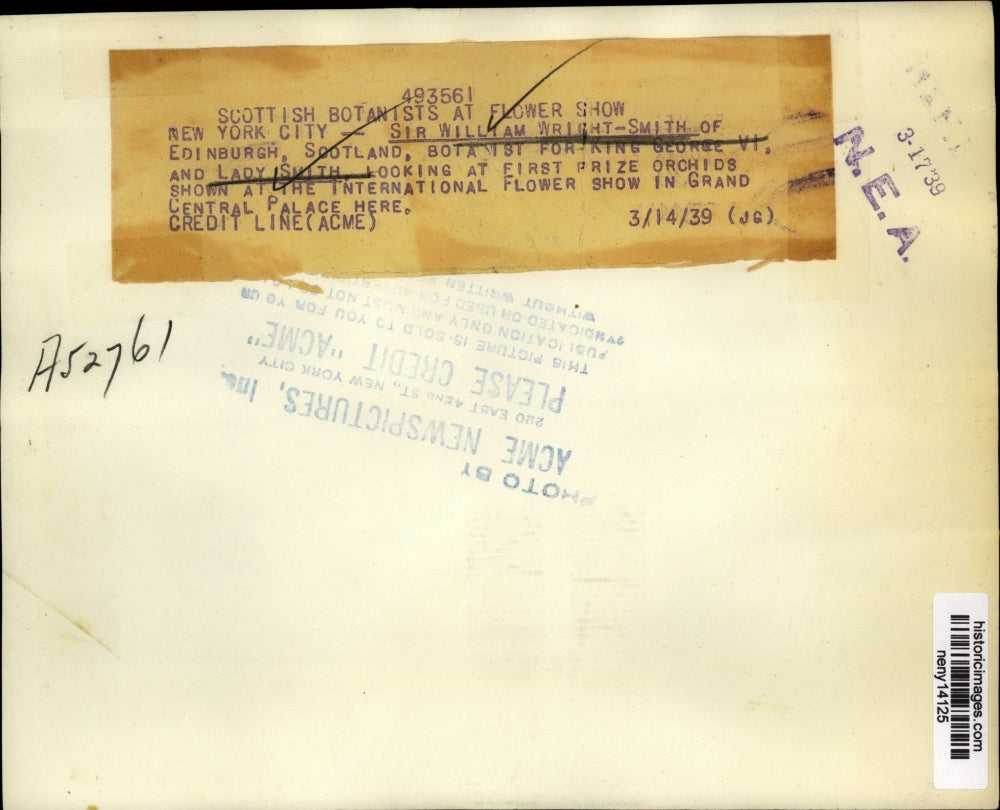 493561
SCOTTISH BOTANISTS AT FLOWER SHOW
NEW YORK CITY -- SIR WILLIAM WRIGHT-SMITH OF
EDINBURGH, SCOTLAND, BOTANIST FOR KING GEORGE VI,
AND LADY SMITH LOOKING AT FIRST PRIZE ORCHIDS
SHOWN AT THE INTERNATIONAL FLOWER SHOW IN GRAND
CENTRAL PALACE HERE.
CREDIT LINE(ACME) 3/14/39 (JG)
3-17 39
N. E. A.
A52761
PHOTO BY
ACME NEWSPICTURES, Inc.
220 EAST 42ND ST., NEW YORK CITY
PLEASE CREDIT "ACME"
THIS PICTURE IS SOLD TO YOU FOR YOUR
PUBLICATION ONLY AND MUST NOT
SYNDICATED OR USED FOR
WITHOUT WRITTEN
historicimages.com
neny14125